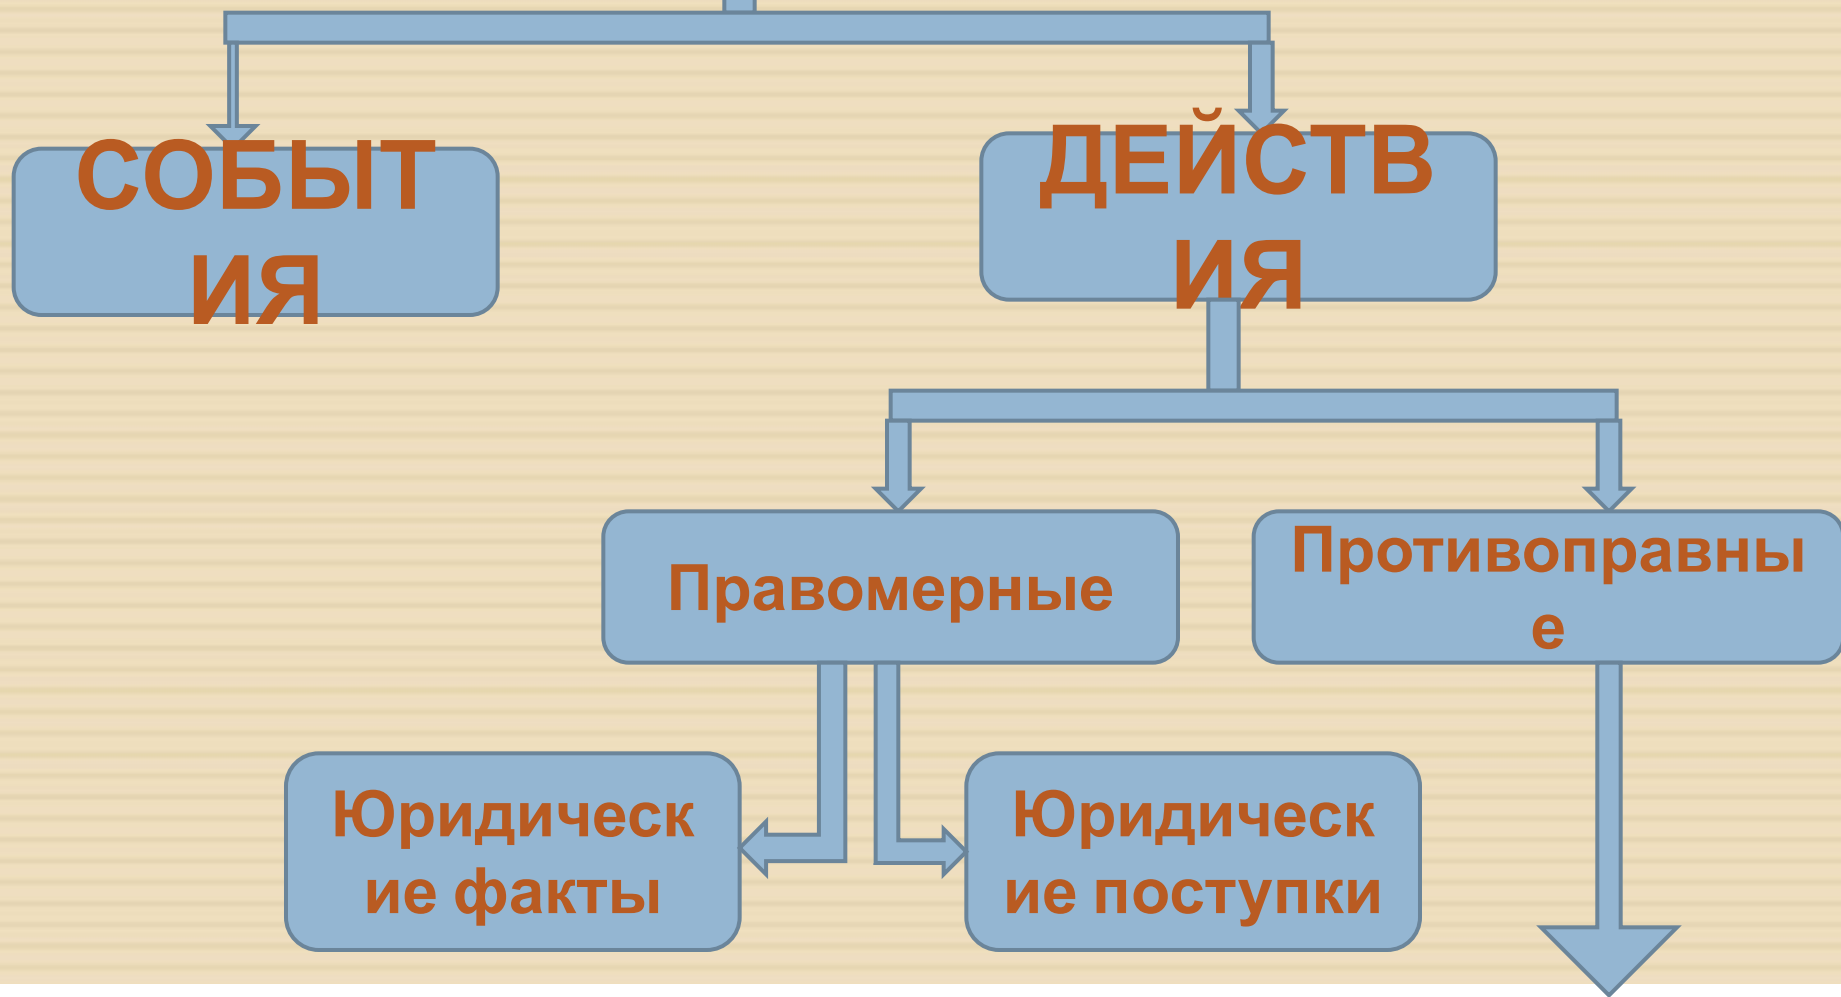 СОБЫТ
ИЯ
ДЕЙСТВ
ИЯ
Правомерные
Противоправны
е
Юридическ
ие факты
Юридическ
ие поступки